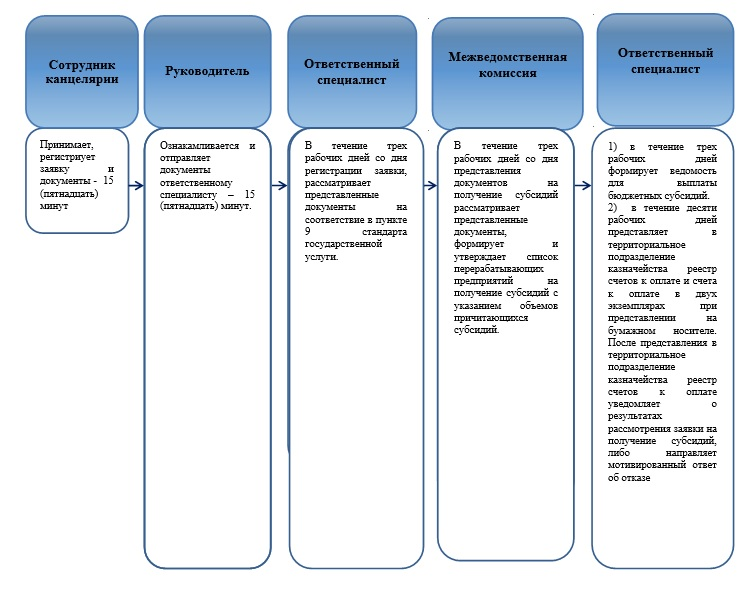 Сотрудник
канцелярии
Принимает,
регистриует
заявку и
документы - 15
(пятнадцать)
минут
Руководитель
Ознакамливается и
отправляет
документы
ответственному
специалисту – 15
(пятнадцать) минут.
Ответственный
специалист
В течение трех
рабочих дней со дня
регистрации заявки,
рассматривает
представленные
документы на
соответствие в пункте
9 стандарта
государственной
услуги.
Межведомственная
комиссия
В течение трех
рабочих дней со дня
представления
документов на
получение субсидий
рассматривает
представленные
документы,
формирует и
утверждает список
перерабатывающих
предприятий на
получение субсидий с
указанием объемов
причитающихся
субсидий.
Ответственный
специалист
1) в течение трех
рабочих дней
формирует ведомость
для выплаты
бюджетных субсидий.
2) в течение десяти
рабочих дней
представляет в
территориальное
подразделение
казначейства реестр
счетов к оплате и счета
к оплате в двух
экземплярах при
представлении на
бумажном носителе.
После представления в
территориальное
подразделение
казначейства реестр
счетов к оплате
уведомляет о
результатах
рассмотрения заявки на
получение субсидий,
либо направляет
мотивированный ответ
об отказе